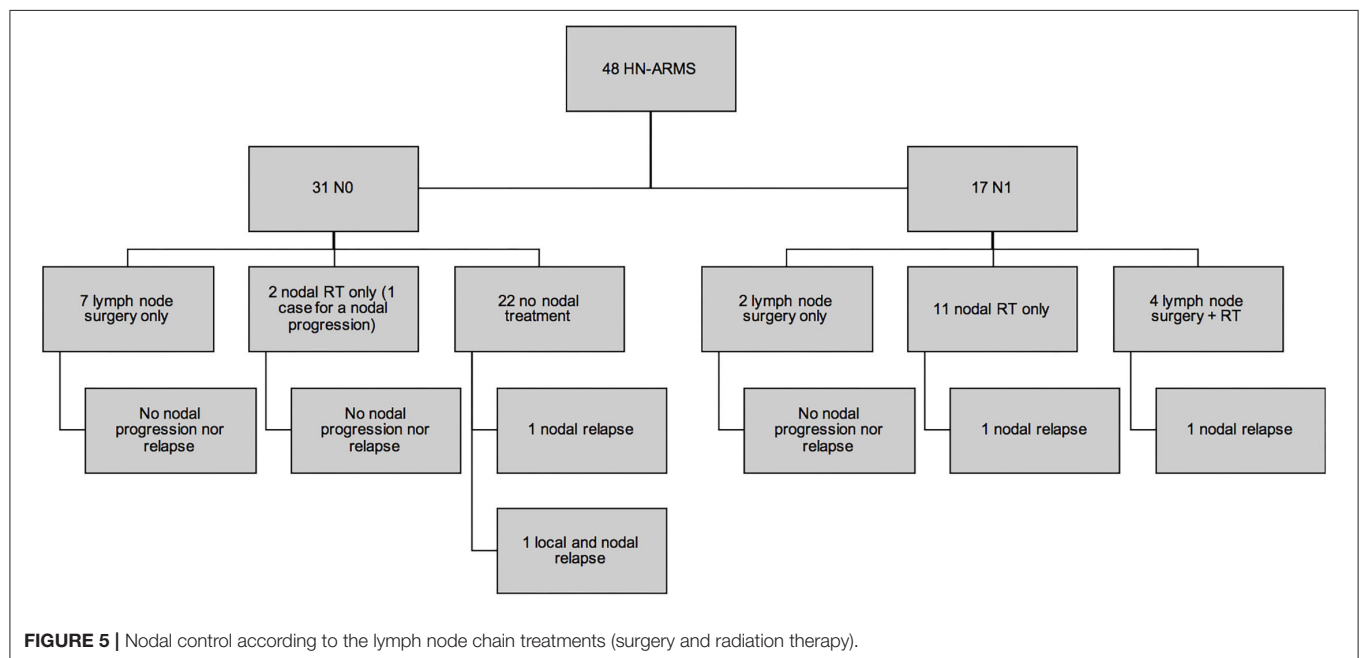 48 HN-ARMS
31 N0
17 N1
7 lymph node
surgery only
2 nodal RT only (1
case for a nodal
progression)
22 no nodal
treatment
2 lymph node
surgery only
11 nodal RT only
4 lymph node
surgery + RT
No nodal
progression nor
relapse
No nodal
progression nor
relapse
1 nodal relapse
No nodal
progression nor
relapse
1 nodal relapse
1 nodal relapse
1 local and nodal
relapse
FIGURE 5 | Nodal control according to the lymph node chain treatments (surgery and radiation therapy).